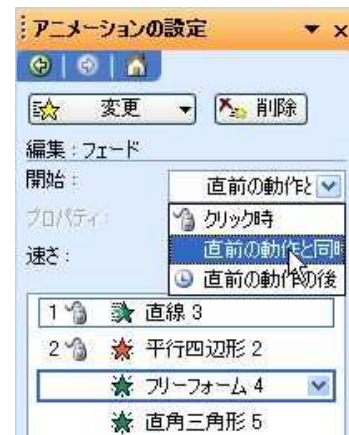 アニメーションの設定
変更
削除
編集：フェード
開始：
直前の動作と
プロパティ：
クリック時
直前の動作と同時
速さ：
直前の動作の後
1 直線 3
2 平行四辺形 2
フリーフォーム 4
直角三角形 5